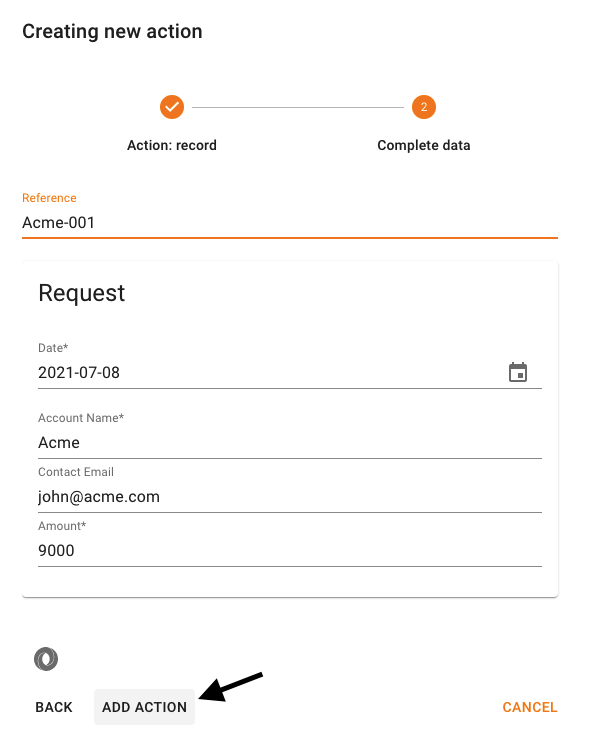 Creating new action
2
Action: record
Complete data
Reference
Acme-001
Request
Date*
2021-07-08
Account Name*
Acme
Contact Email
john@acme.com
Amount*
9000
BACK
ADD ACTION
CANCEL